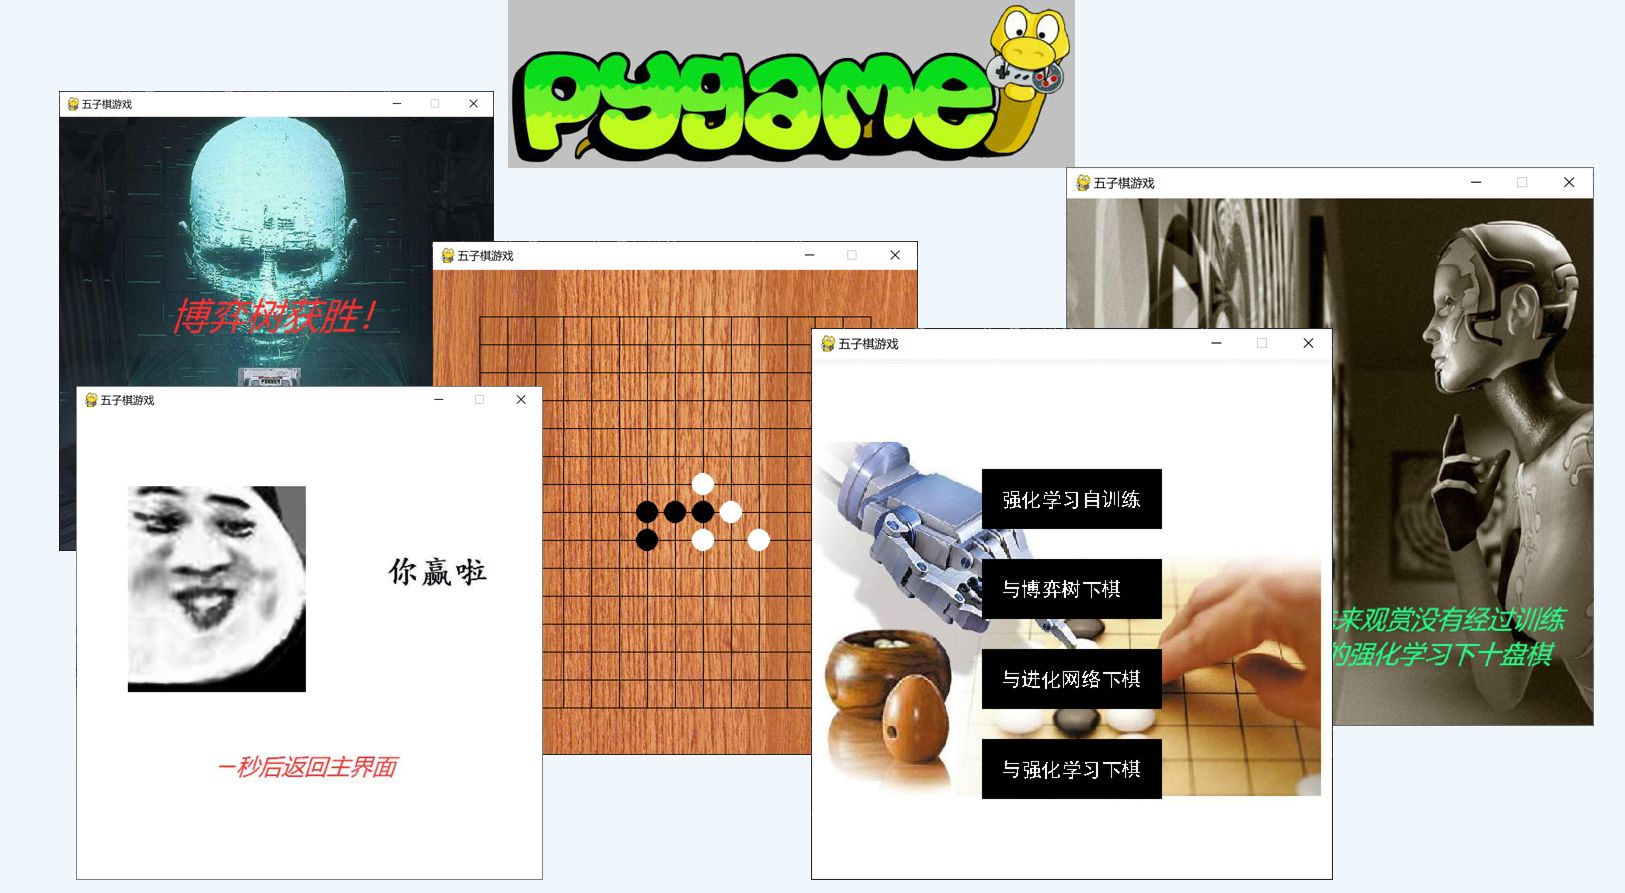 pygame
五子棋游戏
博弈树获胜！
五子棋游戏
五子棋游戏
你赢啦
一秒后返回主界面
五子棋游戏
强化学习自训练
与博弈树下棋
与进化网络下棋
与强化学习下棋
五子棋游戏
来观赏没有经过训练
的强化学习下十盘棋